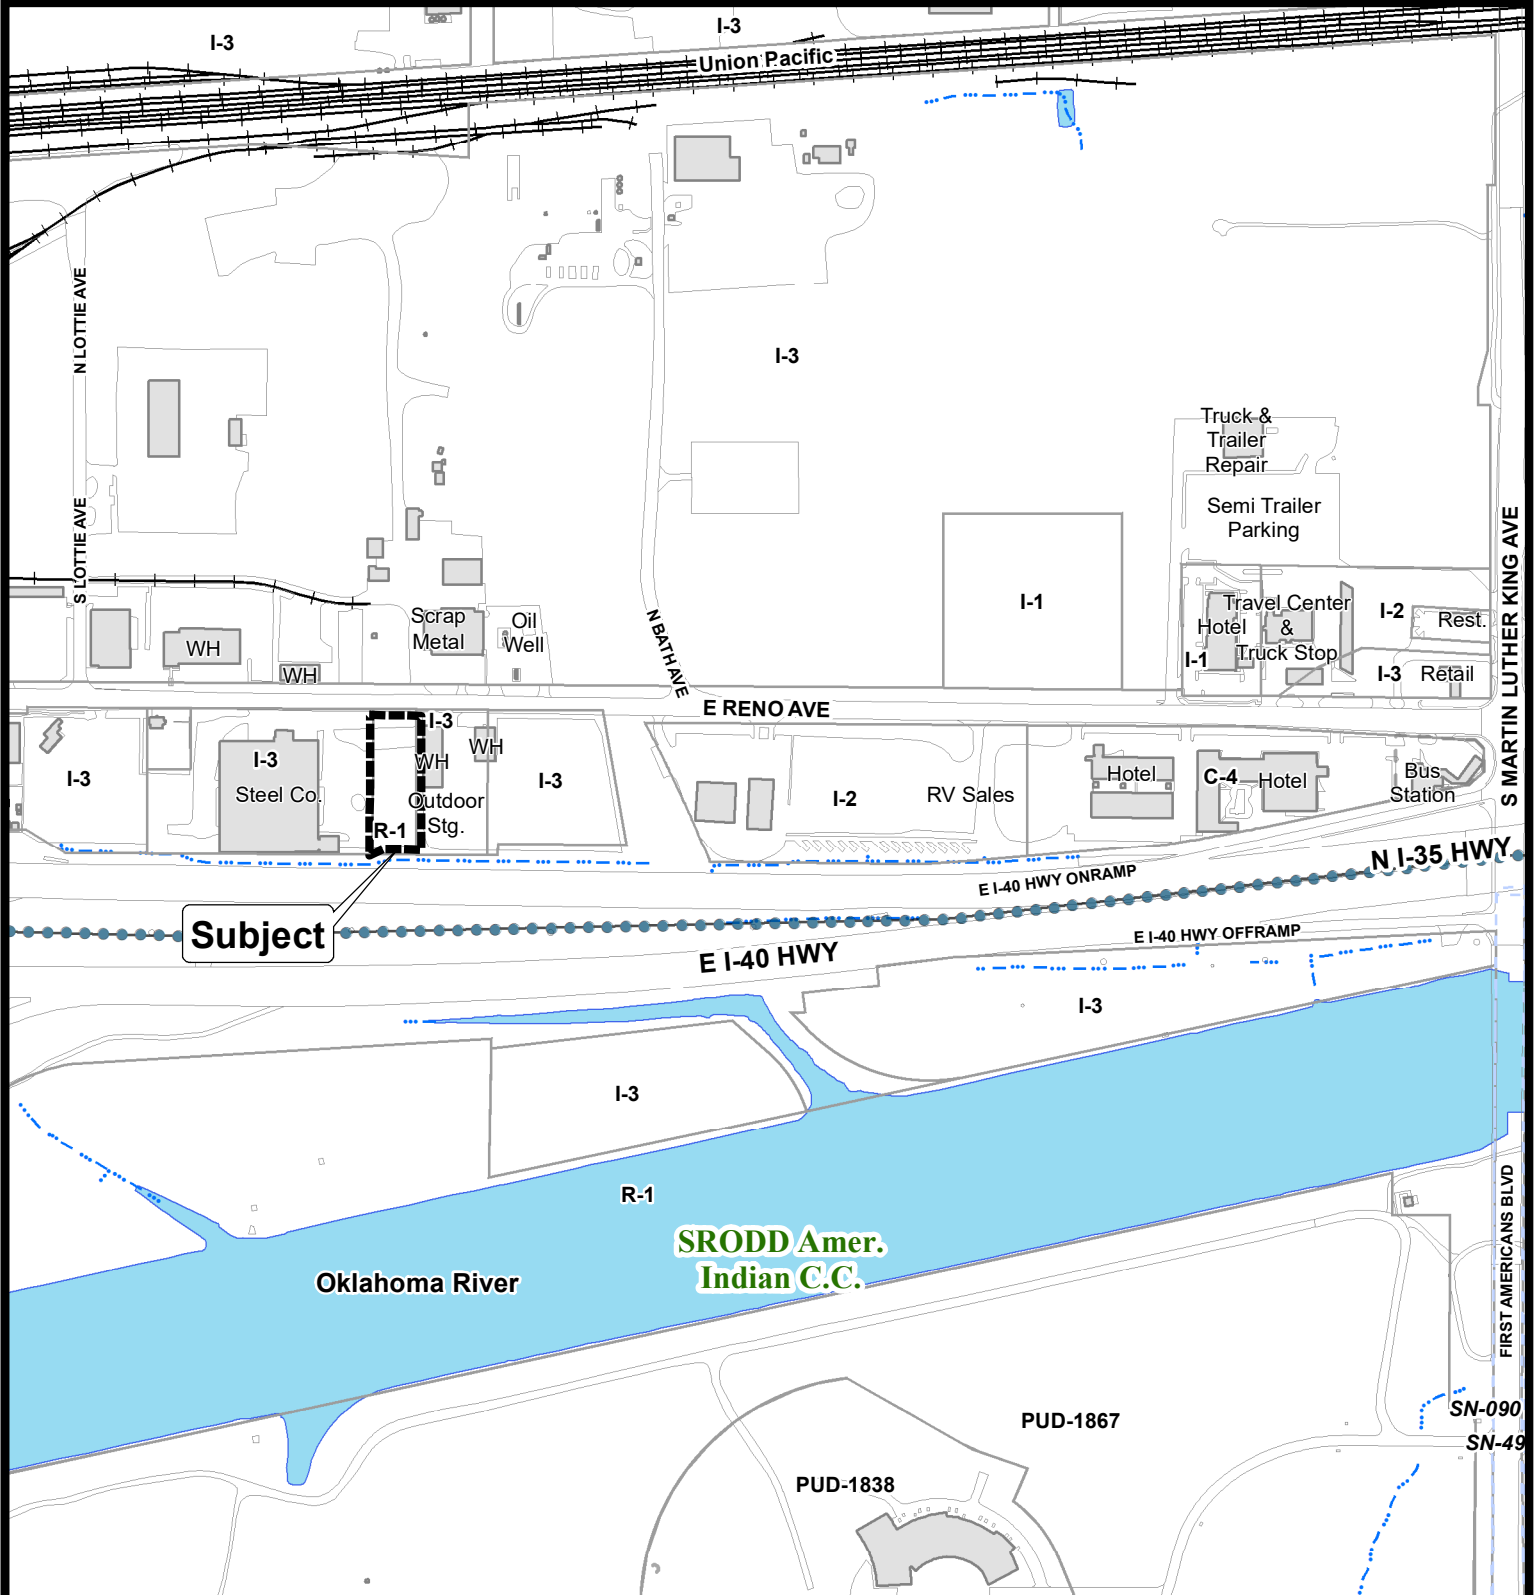 I-3
I-3
Union Pacific
N LOTTIE AVE
I-3
Truck &
Trailer
Repair
Semi Trailer
Parking
S LOTTIE AVE
S MARTIN LUTHER KING AVE
I-1
Scrap
Metal
Oil
Well
N BATH AVE
Travel Center
&
Truck Stop
Hotel
I-1
I-2
Rest.
I-3
Retail
WH
WH
E RENO AVE
I-3
I-3
Steel Co.
R-1
I-3
WH
Outdoor
Stg.
WH
I-3
I-2
RV Sales
Hotel
C-4
Hotel
Bus
Station
N I-35 HWY
E I-40 HWY ONRAMP
Subject
E I-40 HWY
E I-40 HWY OFFRAMP
I-3
I-3
R-1
SRODD Amer.
Indian C.C.
Oklahoma River
FIRST AMERICANS BLVD
PUD-1867
SN-090
SN-49
PUD-1838